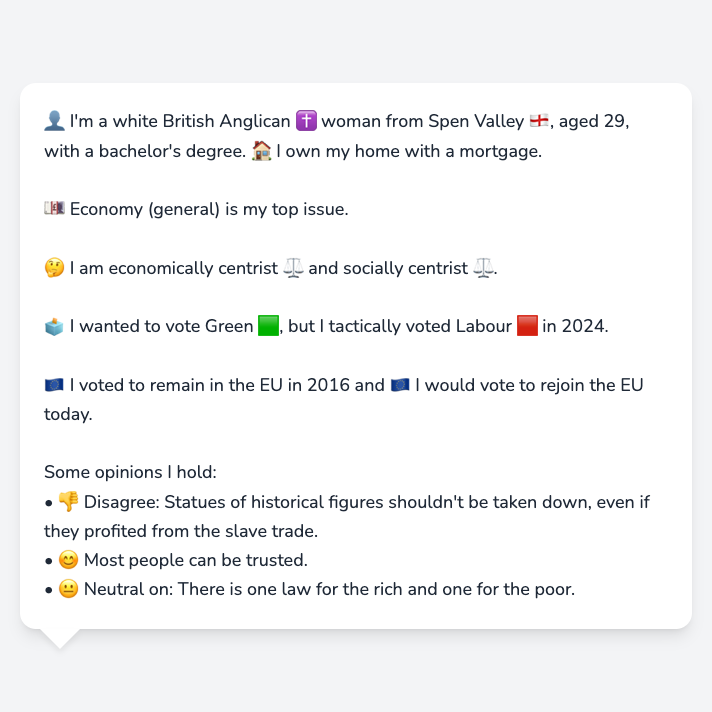 👤 I'm a white British Anglican ✝️ woman from Spen Valley 🏴󠁧󠁢󠁥󠁮󠁧󠁿, aged 29,
with a bachelor's degree. 🏠 I own my home with a mortgage.
💷 Economy (general) is my top issue.
🤔 I am economically centrist ⚖️ and socially centrist ⚖️.
🗳️ I wanted to vote Green 🟩, but I tactically voted Labour 🟥 in 2024.
🇪🇺 I voted to remain in the EU in 2016 and 🇪🇺 I would vote to rejoin the EU
today.
Some opinions I hold:
• 👎 Disagree: Statues of historical figures shouldn't be taken down, even if
they profited from the slave trade.
• 😊 Most people can be trusted.
• 😐 Neutral on: There is one law for the rich and one for the poor.